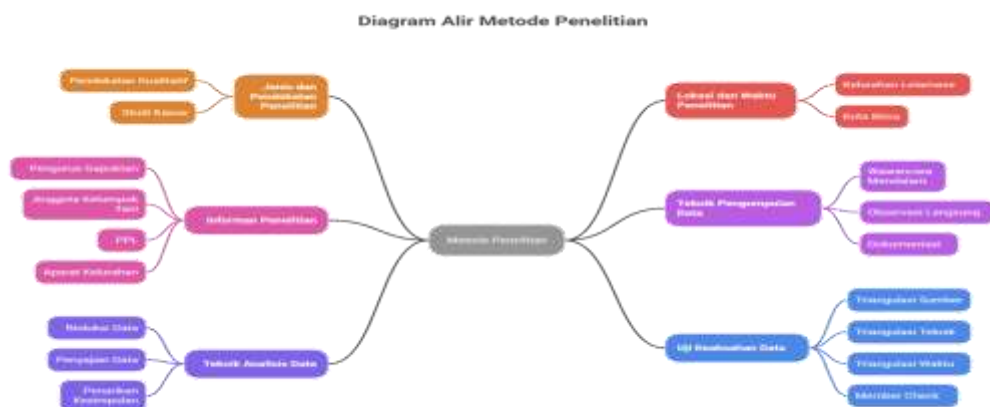 Diagram Alir Metode Penelitian
Pendekatan Kualitatif
Studi Kasus
Jenis dan
Pendekatan
Penelitian
Pengurus Gapoktan
Anggota Kelompok
Tani
PPL
Aparat Kelurahan
Informan Penelitian
Reduksi Data
Penyajian Data
Penarikan
Kesimpulan
Teknik Analisis Data
Metode Penelitian
Lokasi dan Waktu
Penelitian
Kelurahan
Kota Bima
Teknik Pengumpulan
Data
Wawancara
Mendalam
Observasi Langsung
Dokumentasi
Uji Keabsahan Data
Triangulasi Sumber
Triangulasi Teknik
Triangulasi Waktu
Member Check